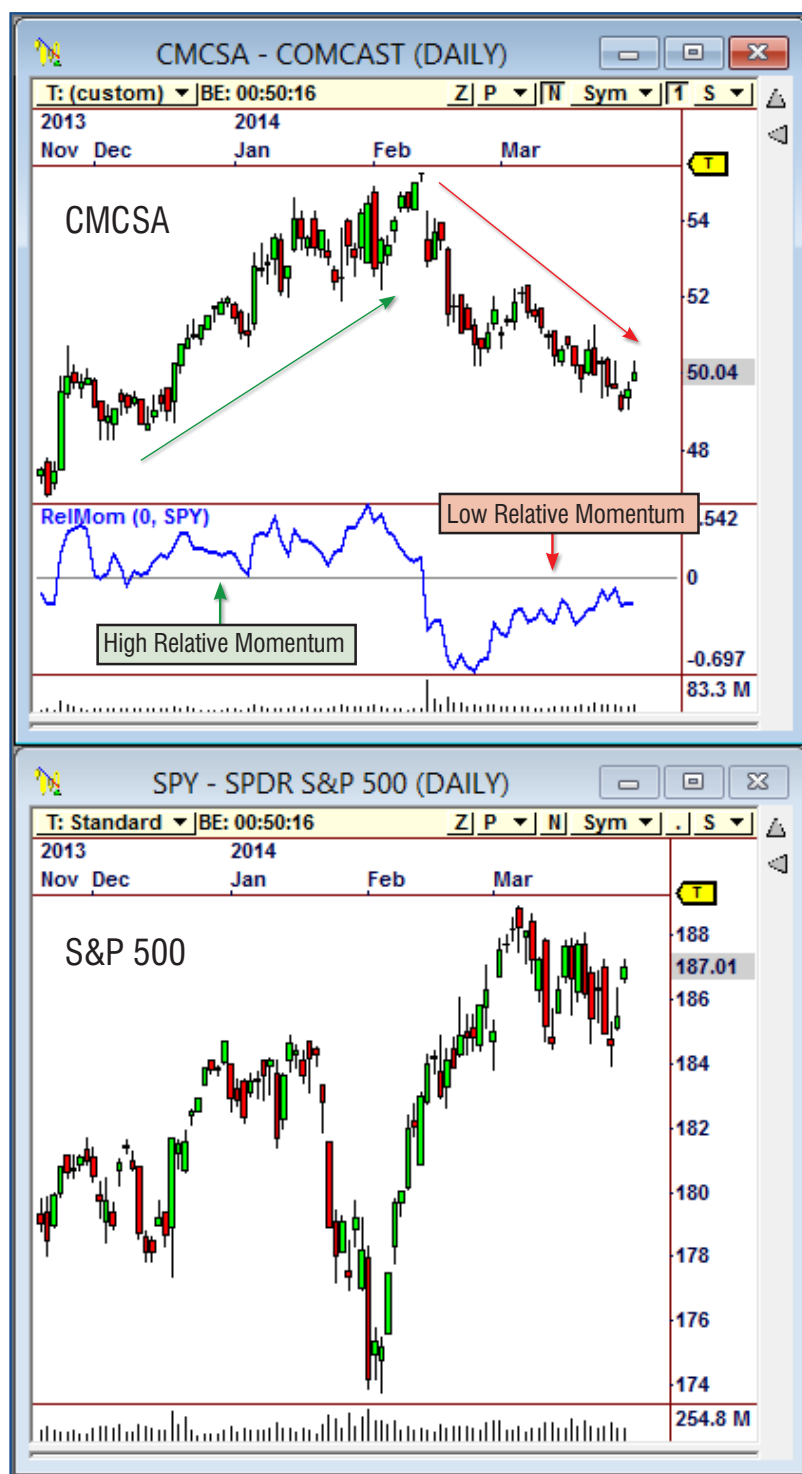 CMCSA - COMCAST (DAILY)
T: (custom) BE: 00:50:16 Z P N Sym 1 S
2013 2014
Nov Dec Jan Feb Mar
T
CMCSA
54
52
50.04
48
RelMom (0, SPY)
Low Relative Momentum .542
0
High Relative Momentum
-0.697
83.3 M
SPY - SPDR S&P 500 (DAILY)
T: Standard BE: 00:50:16 Z P N Sym . S
2013 2014
Nov Dec Jan Feb Mar
T
S&P 500
188
187.01
186
184
182
180
178
176
174
254.8 M